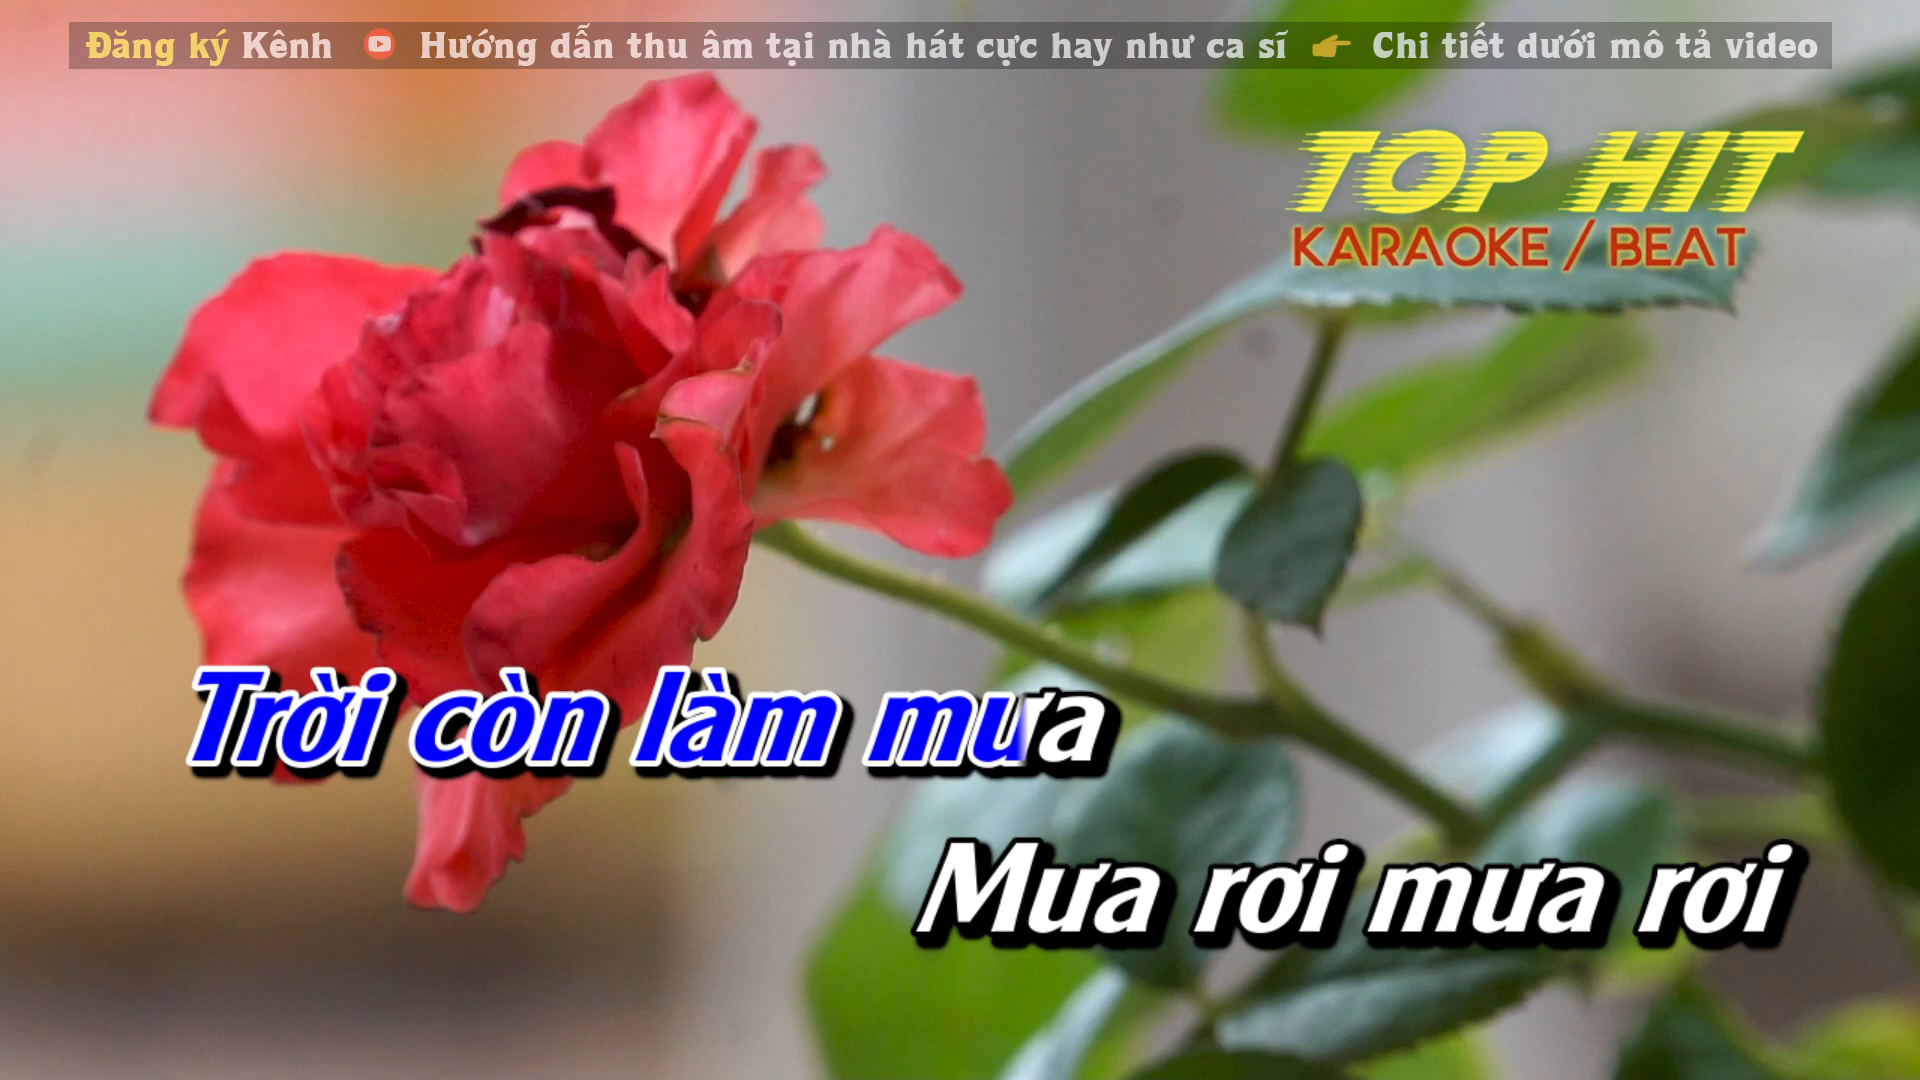 Đăng ký Kênh Hướng dẫn thu âm tại nhà hát cực hay như ca sĩ Chi tiết dưới mô tả video
TOP HIT
KARAOKE / BEAT
Trời còn làm mưa
Mưa rơi mưa rơi